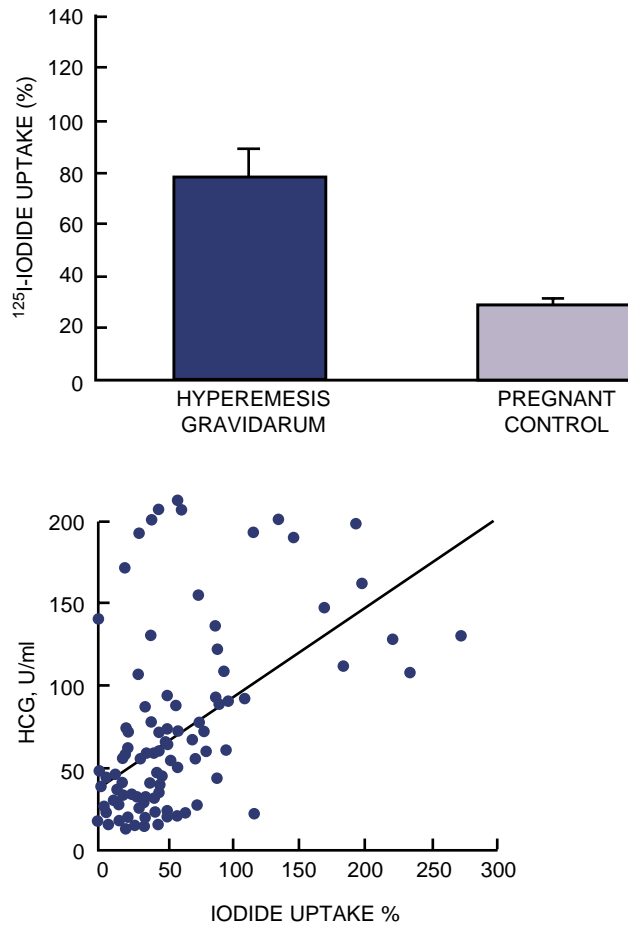 140
120
100
80
60
40
20
0
¹²⁵I-IODIDE UPTAKE (%)
HYPEREMESIS
GRAVIDARUM
PREGNANT
CONTROL
200
150
100
50
0
HCG, U/ml
0 50 100 150 200 250 300
IODIDE UPTAKE %